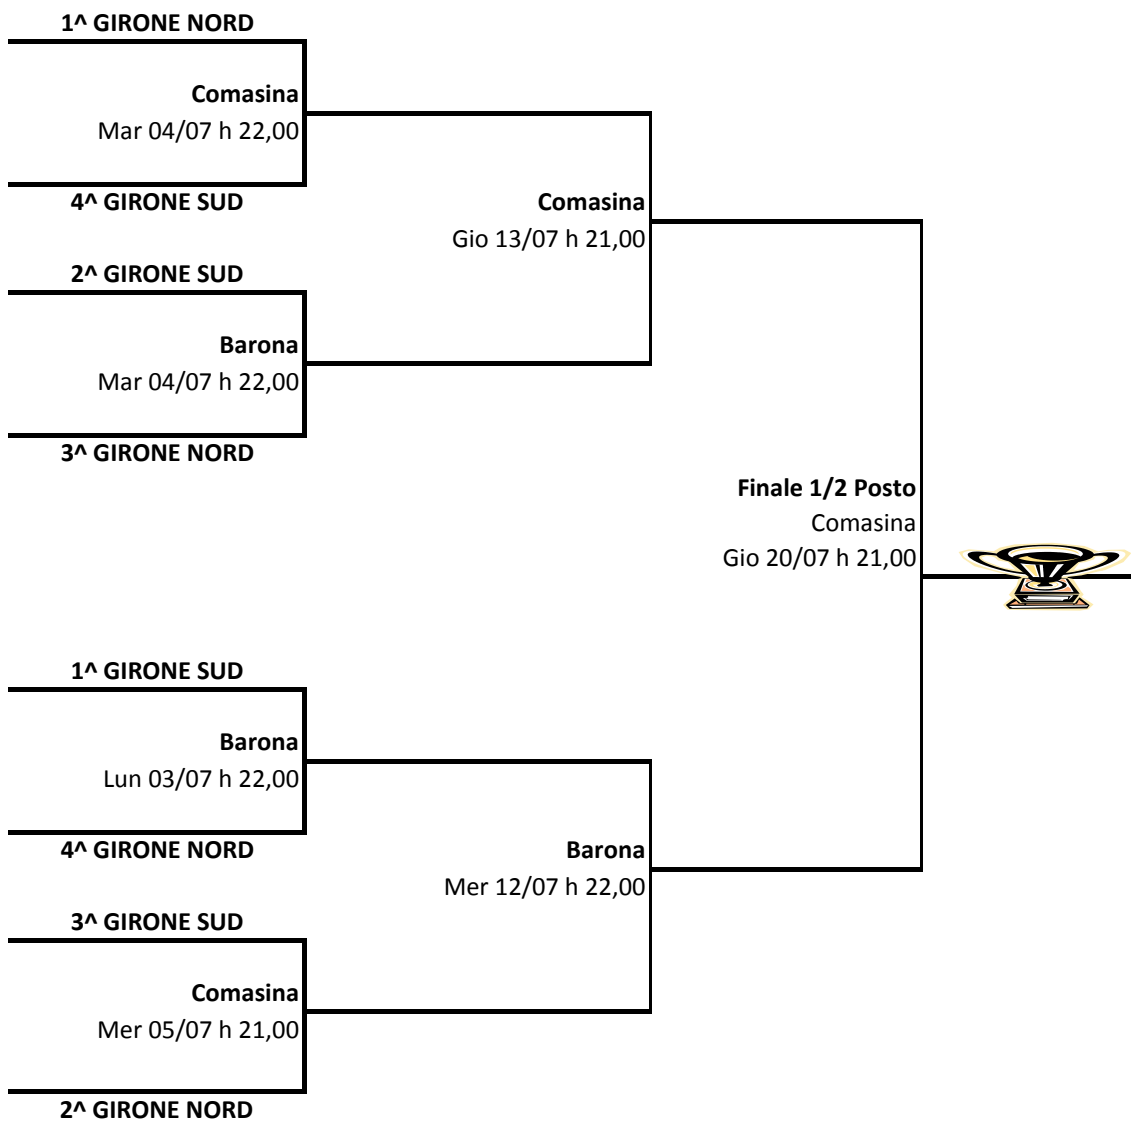 1^ GIRONE NORD
Comasina
Mar 04/07 h 22,00
4^ GIRONE SUD
Comasina
Gio 13/07 h 21,00
2^ GIRONE SUD
Barona
Mar 04/07 h 22,00
3^ GIRONE NORD
Finale 1/2 Posto
Comasina
Gio 20/07 h 21,00
1^ GIRONE SUD
Barona
Lun 03/07 h 22,00
4^ GIRONE NORD
Barona
Mer 12/07 h 22,00
3^ GIRONE SUD
Comasina
Mer 05/07 h 21,00
2^ GIRONE NORD